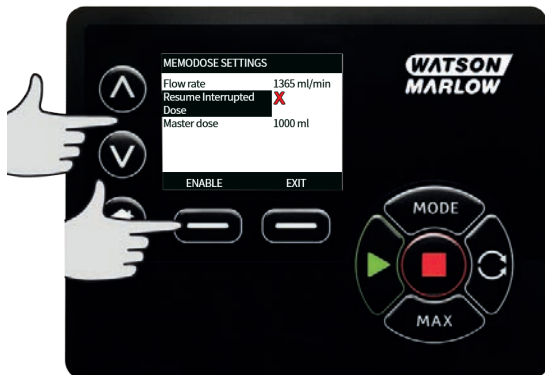 MEMODOSE SETTINGS
Flow rate 1365 ml/min
Resume Interrupted X
Dose
Master dose 1000 ml
ENABLE EXIT
WATSON
MARLOW
MODE
MAX